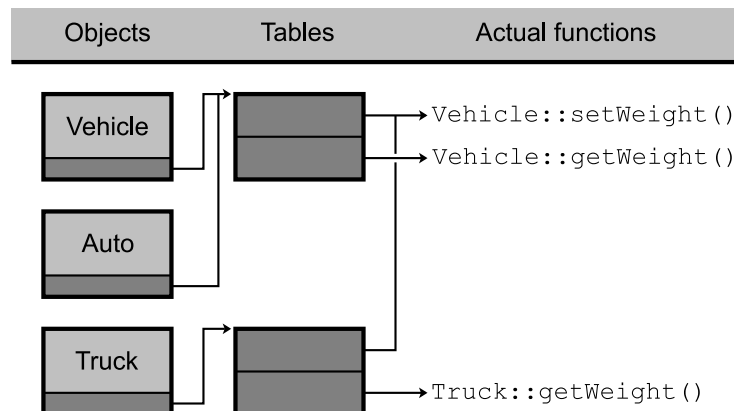 Objects Tables Actual functions
Vehicle
Vehicle::setWeight()
Vehicle::getWeight()
Auto
Truck
Truck::getWeight()